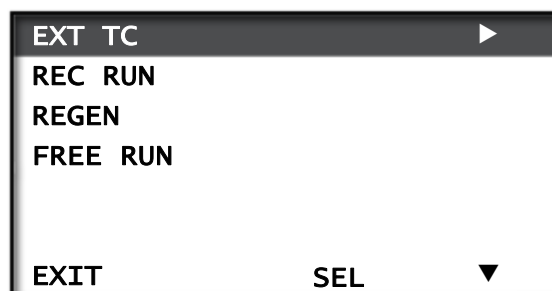 EXT TC ▶
REC RUN
REGEN
FREE RUN
EXIT SEL ▼